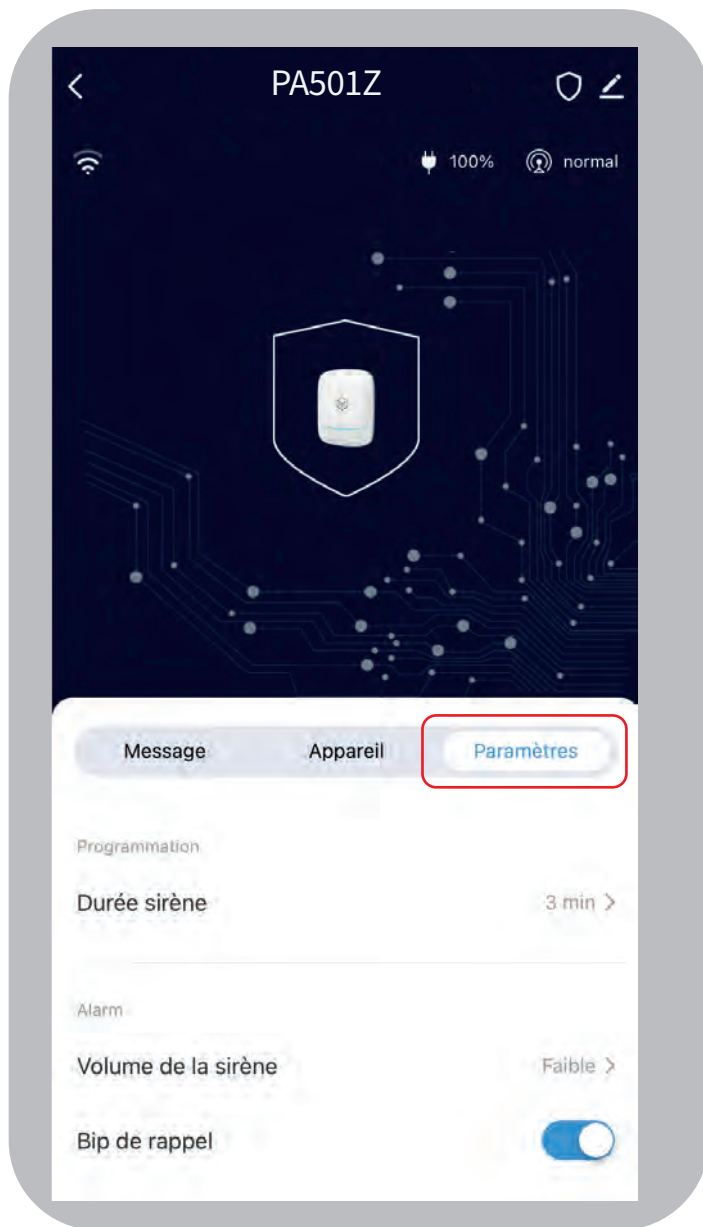 PA501Z
100% normal
Message Appareil Paramètres
Programmation
Durée sirène 3 min
Alarm
Volume de la sirène Faible
Bip de rappel